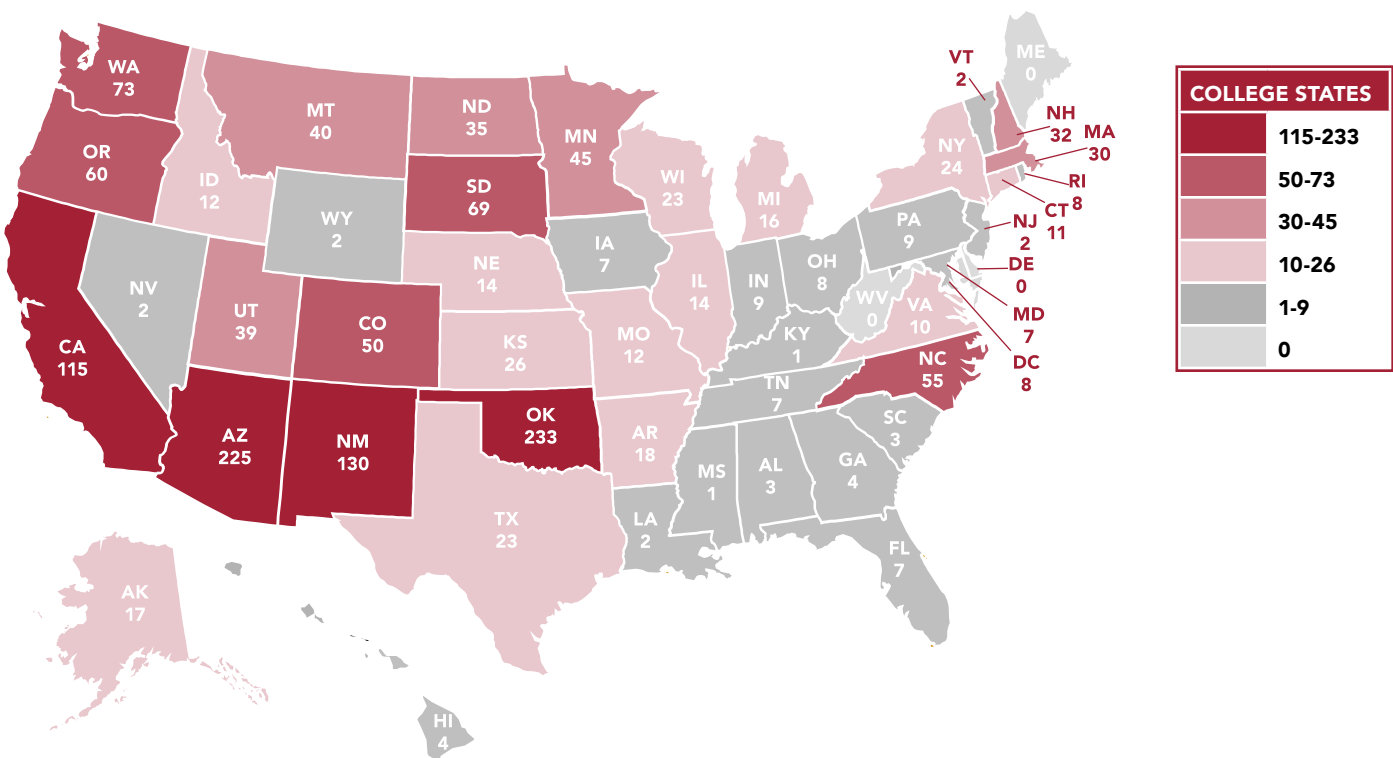 WA
73
OR
60
CA
115
NV
2
ID
12
MT
40
WY
2
UT
39
AZ
225
CO
50
NM
130
ND
35
SD
69
NE
14
KS
26
OK
233
TX
23
MN
45
IA
7
MO
12
AR
18
LA
2
WI
23
IL
14
MI
16
IN
9
OH
8
KY
1
TN
7
MS
1
AL
3
GA
4
FL
7
SC
3
NC
55
VA
10
WV
0
PA
9
NY
24
VT
2
ME
0
NH
32
MA
30
RI
8
CT
11
NJ
2
DE
0
MD
7
DC
8
AK
17
HI
4
COLLEGE STATES
115-233
50-73
30-45
10-26
1-9
0